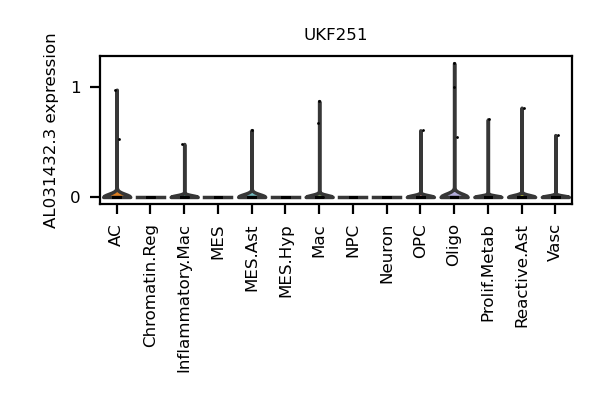 UKF251
AL031432.3 expression
1
0
AC
Chromatin.Reg
Inflammatory.Mac
MES
MES.Ast
MES.Hyp
Mac
NPC
Neuron
OPC
Oligo
Prolif.Metab
Reactive.Ast
Vasc